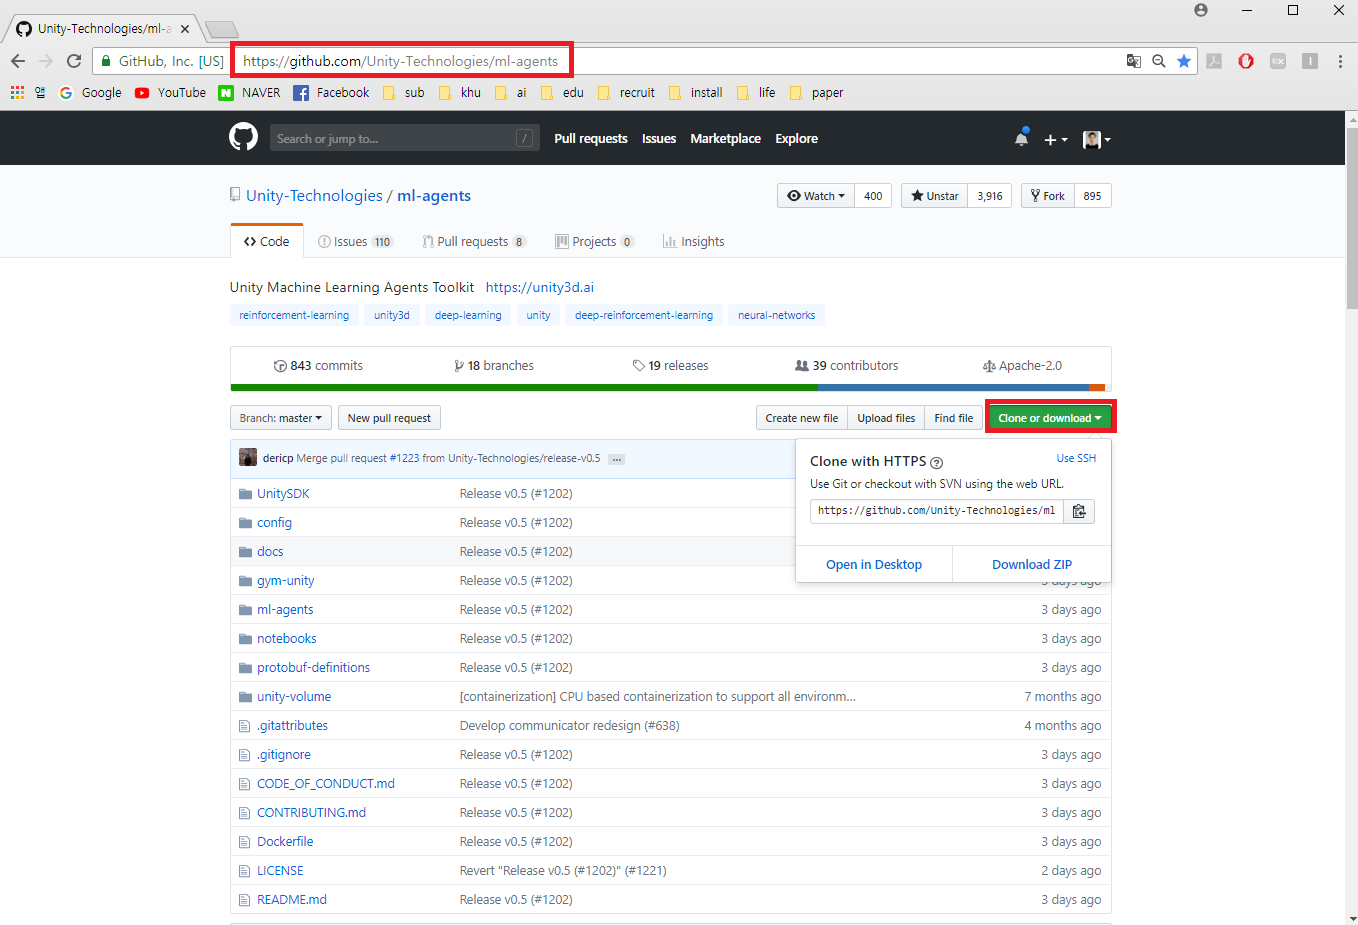 Unity-Technologies/ml-a
GitHub, Inc. [US] https://github.com/Unity-Technologies/ml-agents
앱 Google YouTube NAVER Facebook sub khu ai edu recruit install life paper
Search or jump to... / Pull requests Issues Marketplace Explore
Unity-Technologies / ml-agents Watch 400 Unstar 3,916 Fork 895
Code Issues 110 Pull requests 8 Projects 0 Insights
Unity Machine Learning Agents Toolkit https://unity3d.ai
reinforcement-learning unity3d deep-learning unity deep-reinforcement-learning neural-networks
843 commits 18 branches 19 releases 39 contributors Apache-2.0
Branch: master New pull request Create new file Upload files Find file Clone or download
dericp Merge pull request #1223 from Unity-Technologies/release-v0.5 ...
Clone with HTTPS ? Use SSH
Use Git or checkout with SVN using the web URL.
https://github.com/Unity-Technologies/ml
Open in Desktop Download ZIP
UnitySDK Release v0.5 (#1202)
config Release v0.5 (#1202)
docs Release v0.5 (#1202)
gym-unity Release v0.5 (#1202) 3 days ago
ml-agents Release v0.5 (#1202) 3 days ago
notebooks Release v0.5 (#1202) 3 days ago
protobuf-definitions Release v0.5 (#1202) 3 days ago
unity-volume [containerization] CPU based containerization to support all environm... 7 months ago
.gitattributes Develop communicator redesign (#638) 4 months ago
.gitignore Release v0.5 (#1202) 3 days ago
CODE_OF_CONDUCT.md Release v0.5 (#1202) 3 days ago
CONTRIBUTING.md Release v0.5 (#1202) 3 days ago
Dockerfile Release v0.5 (#1202) 3 days ago
LICENSE Revert "Release v0.5 (#1202)" (#1221) 2 days ago
README.md Release v0.5 (#1202) 3 days ago